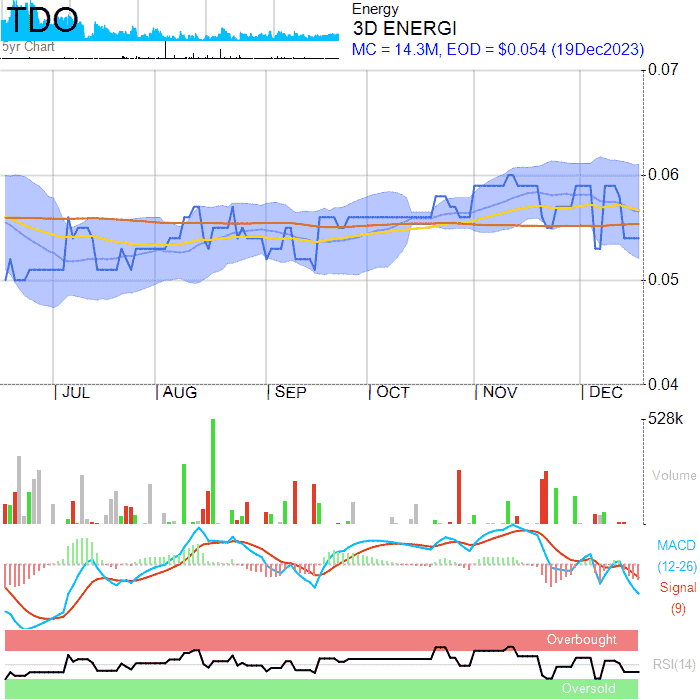 TDO
5yr Chart
Energy
3D ENERGI
MC = 14.3M, EOD = $0.054 (19Dec2023)
0.07
0.06
0.05
0.04
JUL
AUG
SEP
OCT
NOV
DEC
528k
Volume
MACD
(12-26)
Signal
(9)
Overbought
RSI(14)
Oversold